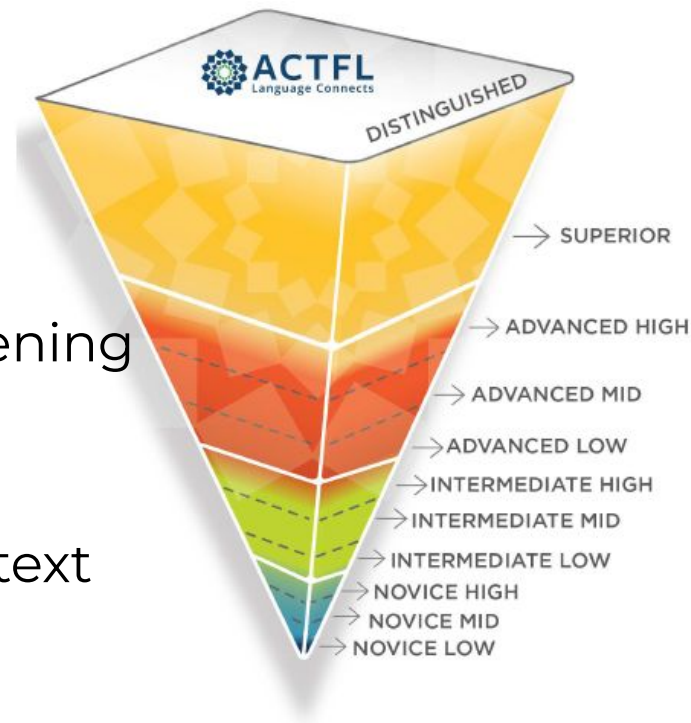 ACTFL
Language Connects
DISTINGUISHED
SUPERIOR
ADVANCED HIGH
ening
ADVANCED MID
ADVANCED LOW
INTERMEDIATE HIGH
INTERMEDIATE MID
text
INTERMEDIATE LOW
NOVICE HIGH
NOVICE MID
NOVICE LOW